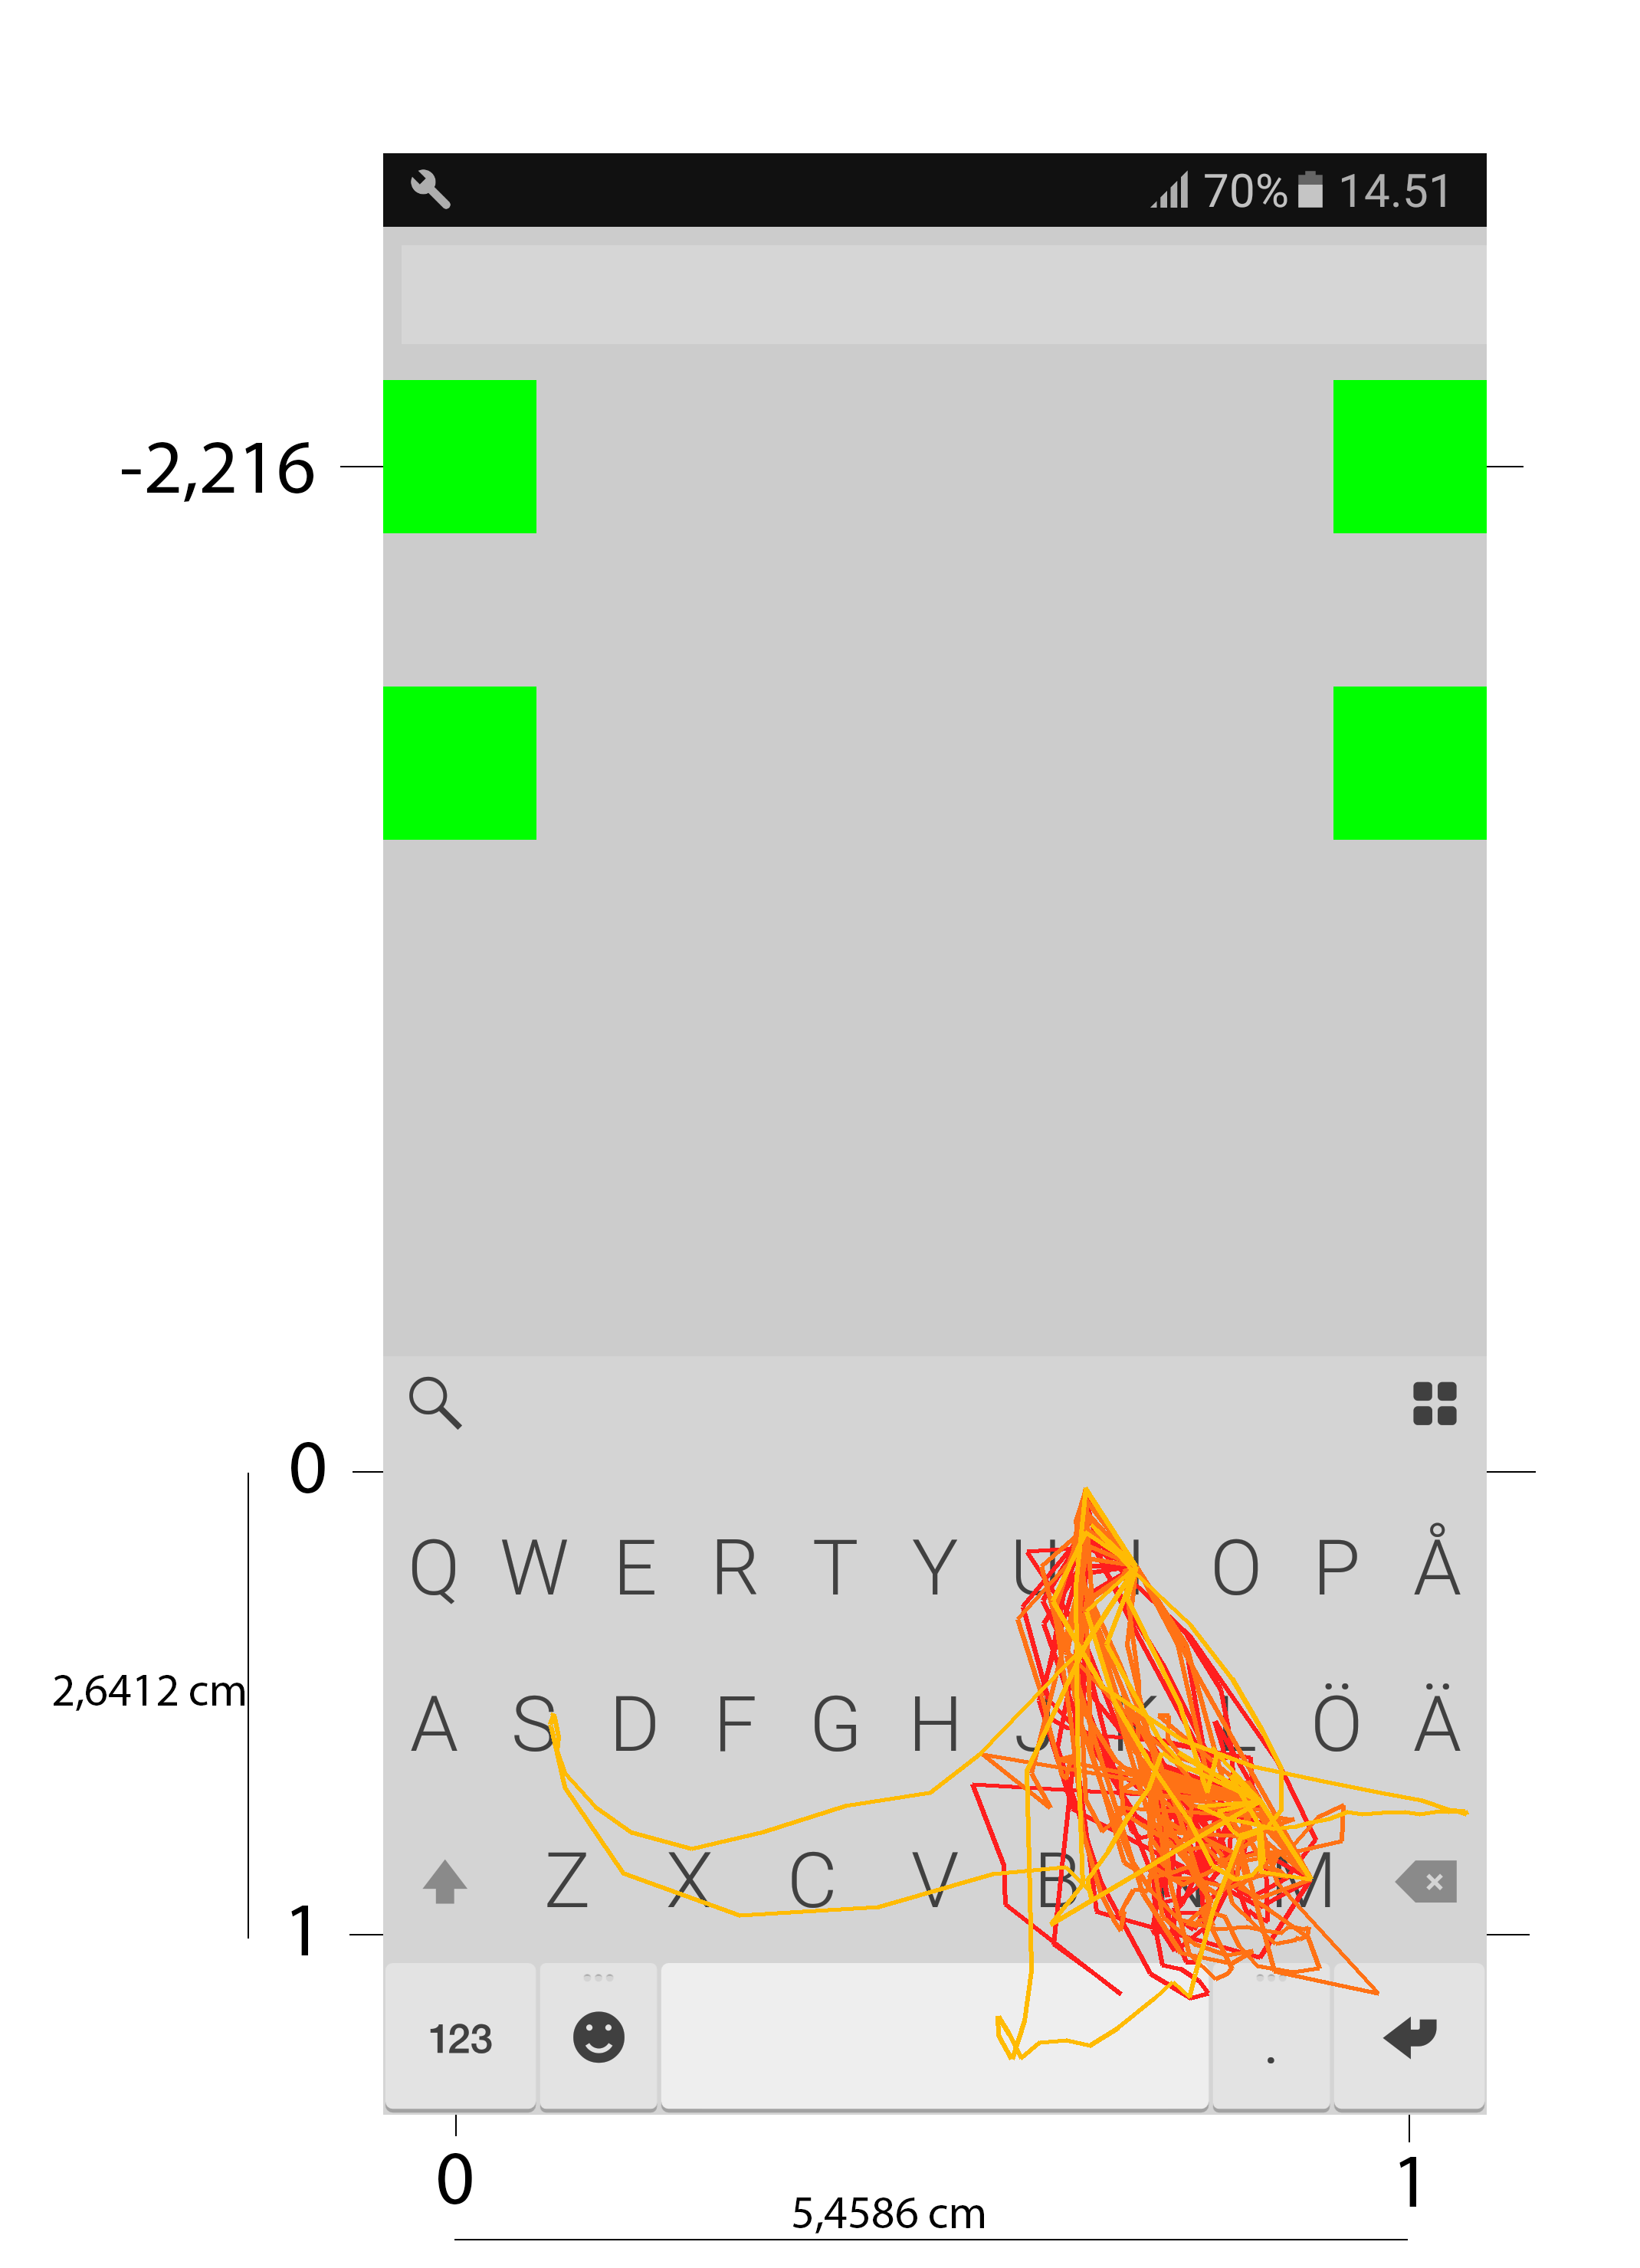 70% 14.51
-2,216
0
Q W E R T Y U I O P Å
2,6412 cm
A S D F G H J K L Ö Ä
Z X C V B N M
1
123 .
0 1
5,4586 cm